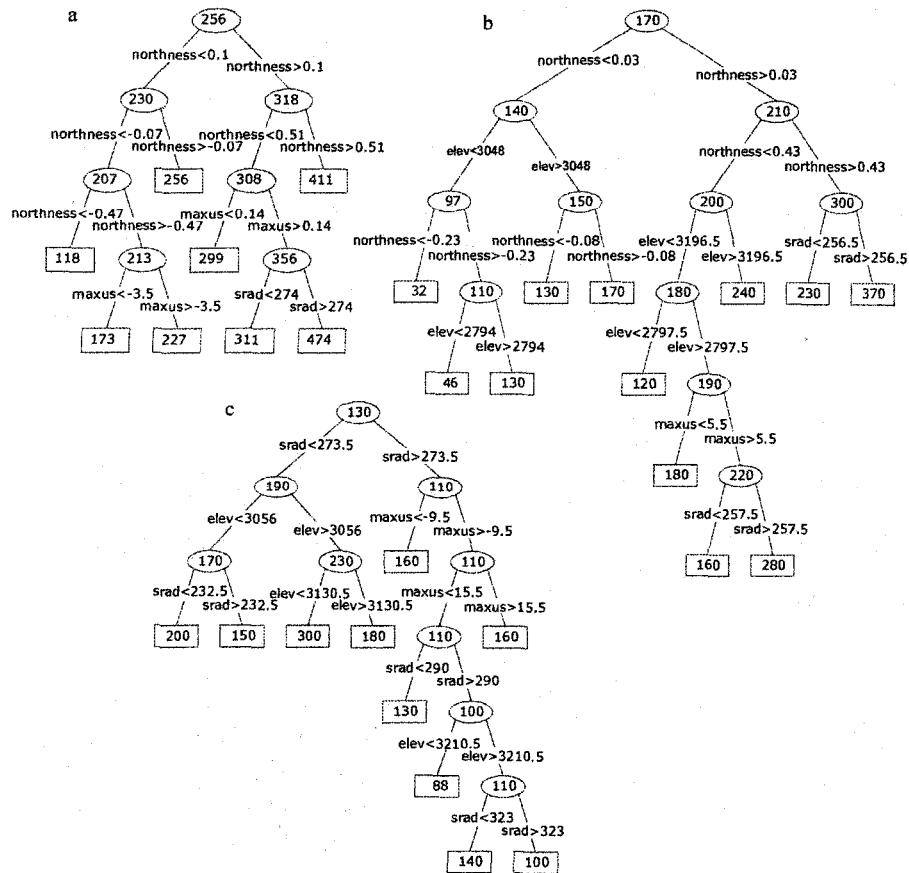 a
256
northness<0.1
northness>0.1
230
318
northness<-0.07
northness>-0.07
northness<0.51
northness>0.51
207
256
308
411
northness<-0.47
northness>-0.47
maxus<0.14
maxus>0.14
118
213
299
356
maxus<-3.5
maxus>-3.5
srad<274
srad>274
173
227
311
474
b
170
northness<0.03
northness>0.03
140
210
elev<3048
elev>3048
northness<0.43
northness>0.43
97
150
200
300
northness<-0.23
northness>-0.23
northness<-0.08
northness>-0.08
elev<3196.5
elev>3196.5
srad<256.5
srad>256.5
32
110
130
170
180
240
230
370
elev<2794
elev>2794
elev<2797.5
elev>2797.5
46
130
120
190
maxus<5.5
maxus>5.5
180
220
srad<257.5
srad>257.5
160
280
c
130
srad<273.5
srad>273.5
190
110
elev<3056
elev>3056
maxus<-9.5
maxus>-9.5
170
230
160
110
srad<232.5
srad>232.5
elev<3130.5
elev>3130.5
maxus<15.5
maxus>15.5
200
150
300
180
110
160
srad<290
srad>290
130
100
elev<3210.5
elev>3210.5
88
110
srad<323
srad>323
140
100